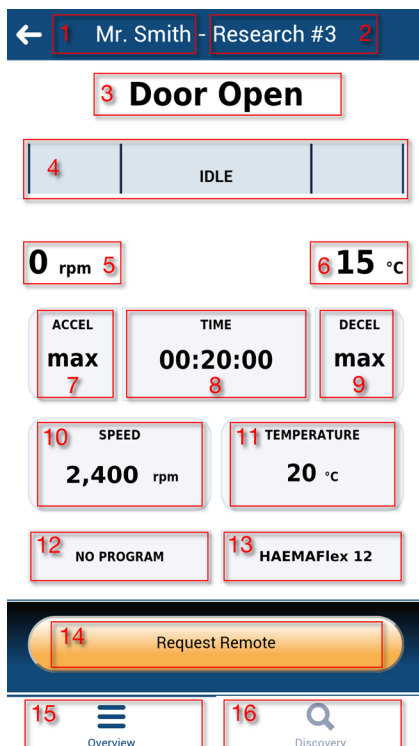 1 Mr. Smith - Research #3 2
3 Door Open
4 IDLE
0 rpm 5
6 15 °C
ACCEL
max
7
TIME
00:20:00
8
DECEL
max
9
10 SPEED
2,400 rpm
11 TEMPERATURE
20 °C
12 NO PROGRAM
13 HAEMAFlex 12
14 Request Remote
15 Overview
16 Discovery